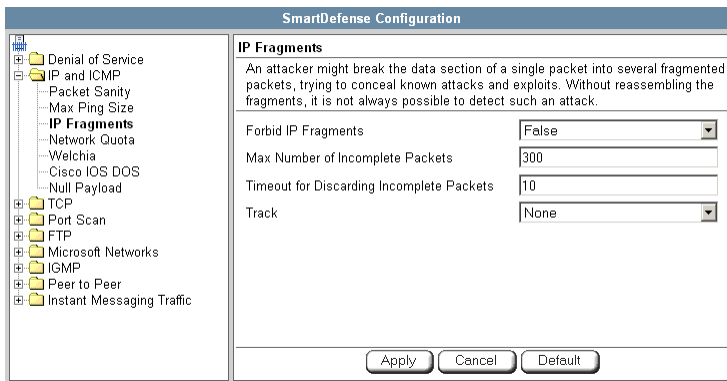 SmartDefense Configuration
Denial of Service
IP and ICMP
Packet Sanity
Max Ping Size
IP Fragments
Network Quota
Welchia
Cisco IOS DOS
Null Payload
TCP
Port Scan
FTP
Microsoft Networks
IGMP
Peer to Peer
Instant Messaging Traffic
IP Fragments
An attacker might break the data section of a single packet into several fragmented
packets, trying to conceal known attacks and exploits. Without reassembling the
fragments, it is not always possible to detect such an attack.
Forbid IP Fragments False
Max Number of Incomplete Packets 300
Timeout for Discarding Incomplete Packets 10
Track None
Apply Cancel Default